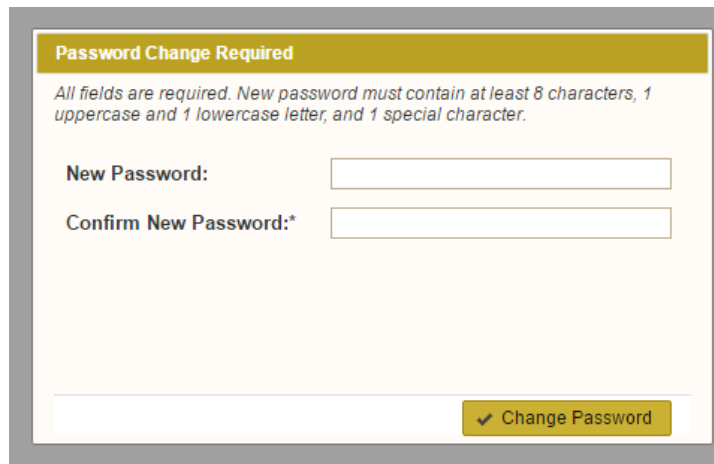 Password Change Required
All fields are required. New password must contain at least 8 characters, 1
uppercase and 1 lowercase letter, and 1 special character.
New Password:
Confirm New Password:*
Change Password